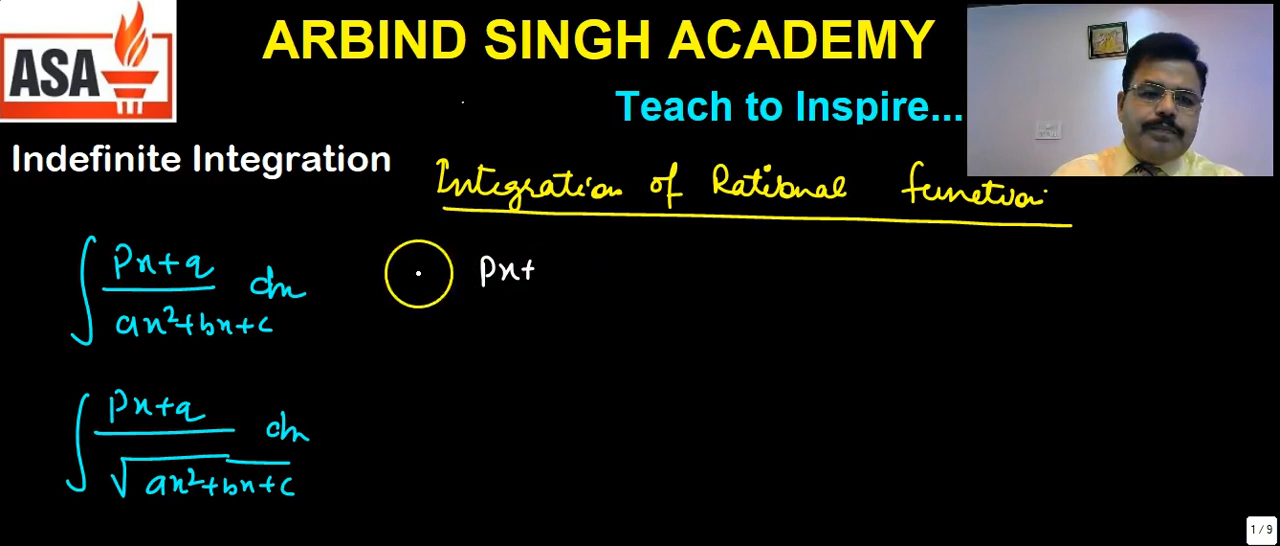 ASA
ARBIND SINGH ACADEMY
Teach to Inspire...
Indefinite Integration
Integration of Rational function
∫ px+q / ax²+bx+c dx
px+
∫ px+q / √ax²+bx+c dx
1 / 9